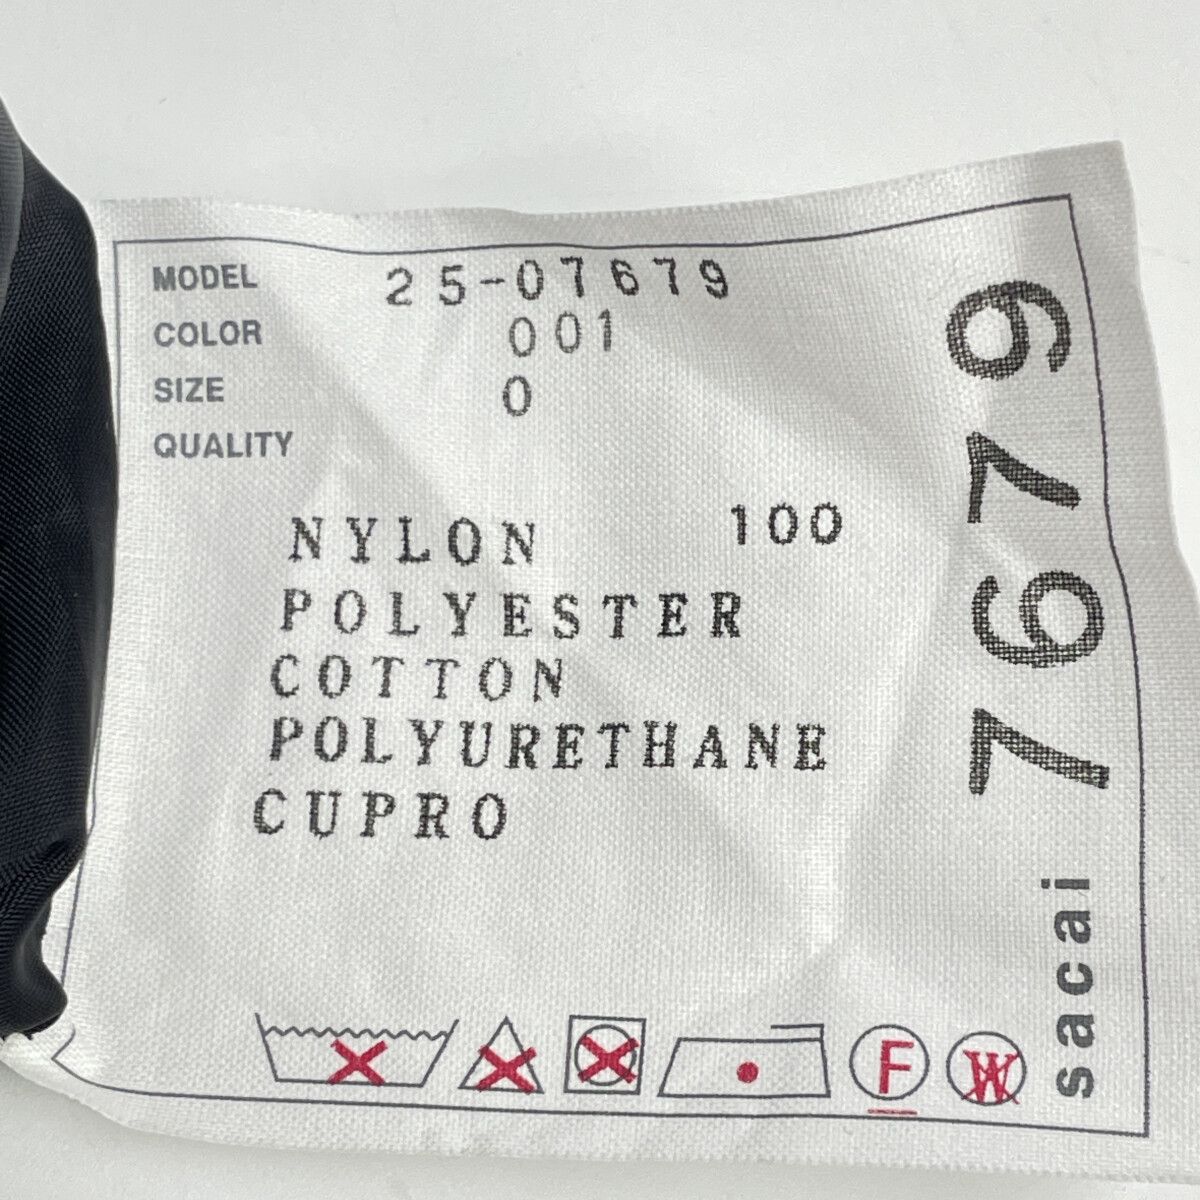 MODEL 25-07679
COLOR 001
SIZE 0
QUALITY
NYLON 100
POLYESTER
COTTON
POLYURETHANE
CUPRO
F
W
sacai 7679